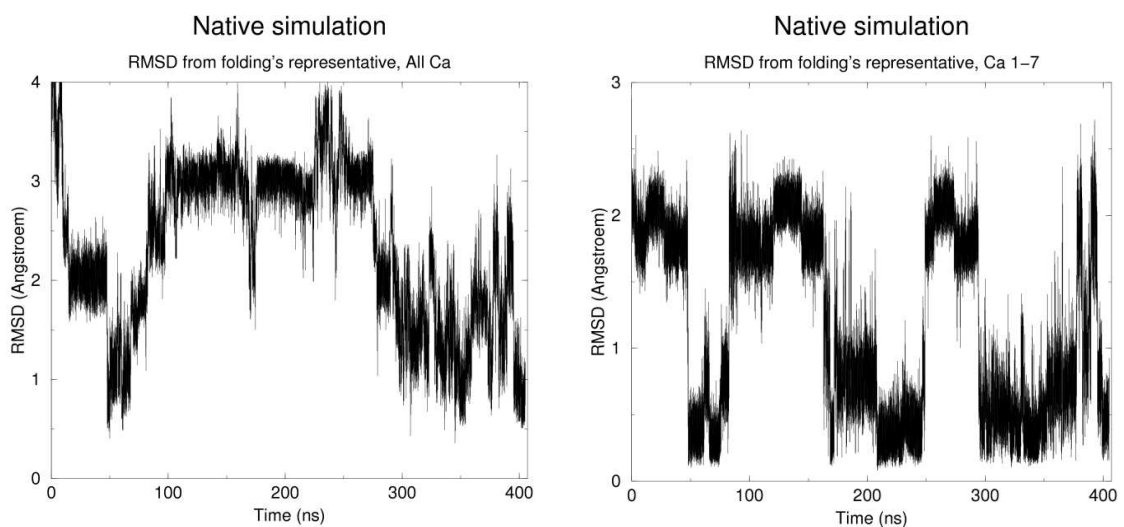 Native simulation
RMSD from folding's representative, All Ca
RMSD (Angstroem)
4
3
2
1
0
0 100 200 300 400
Time (ns)
Native simulation
RMSD from folding's representative, Ca 1−7
RMSD (Angstroem)
3
2
1
0
0 100 200 300 400
Time (ns)